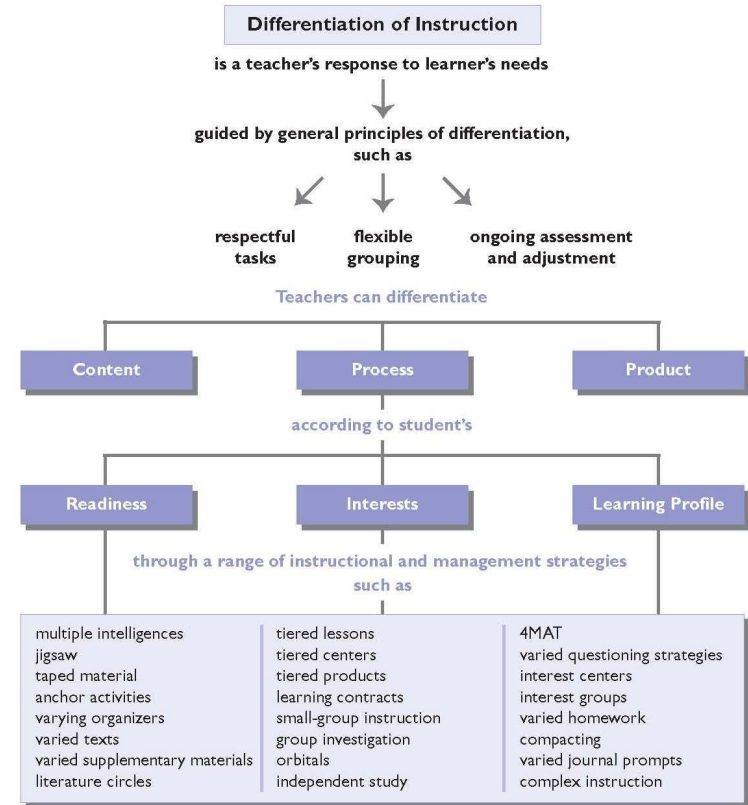 Differentiation of Instruction
is a teacher's response to learner's needs
guided by general principles of differentiation,
such as
respectful
tasks
flexible
grouping
ongoing assessment
and adjustment
Teachers can differentiate
Content
Process
Product
according to student's
Readiness
Interests
Learning Profile
through a range of instructional and management strategies
such as
multiple intelligences
jigsaw
taped material
anchor activities
varying organizers
varied texts
varied supplementary materials
literature circles
tiered lessons
tiered centers
tiered products
learning contracts
small-group instruction
group investigation
orbitals
independent study
4MAT
varied questioning strategies
interest centers
interest groups
varied homework
compacting
varied journal prompts
complex instruction